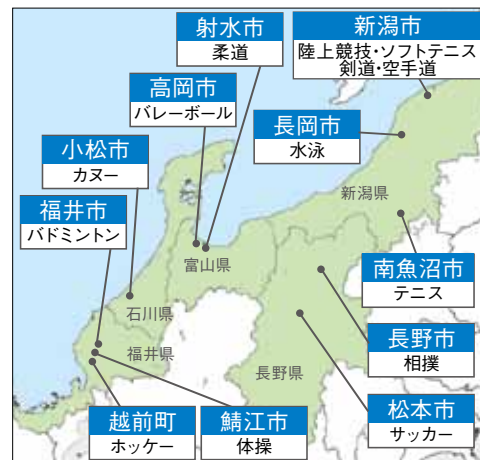 射水市
柔道
新潟市
陸上競技・ソフトテニス
剣道・空手道
高岡市
バレーボール
長岡市
水泳
小松市
カヌー
福井市
バドミントン
新潟県
富山県
南魚沼市
テニス
石川県
福井県
長野県
長野市
相撲
松本市
サッカー
越前町
ホッケー
鯖江市
体操